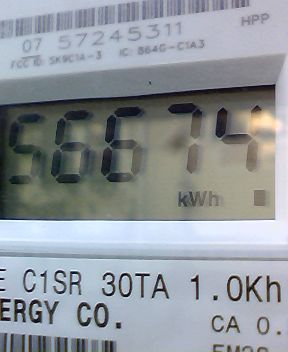 HPP
07 57245311
FCC ID: SK9C1A-3 IC: 864G-C1A3
56674
kWh
E C1SR 30TA 1.0Kh
ERGY CO.
CA 0.